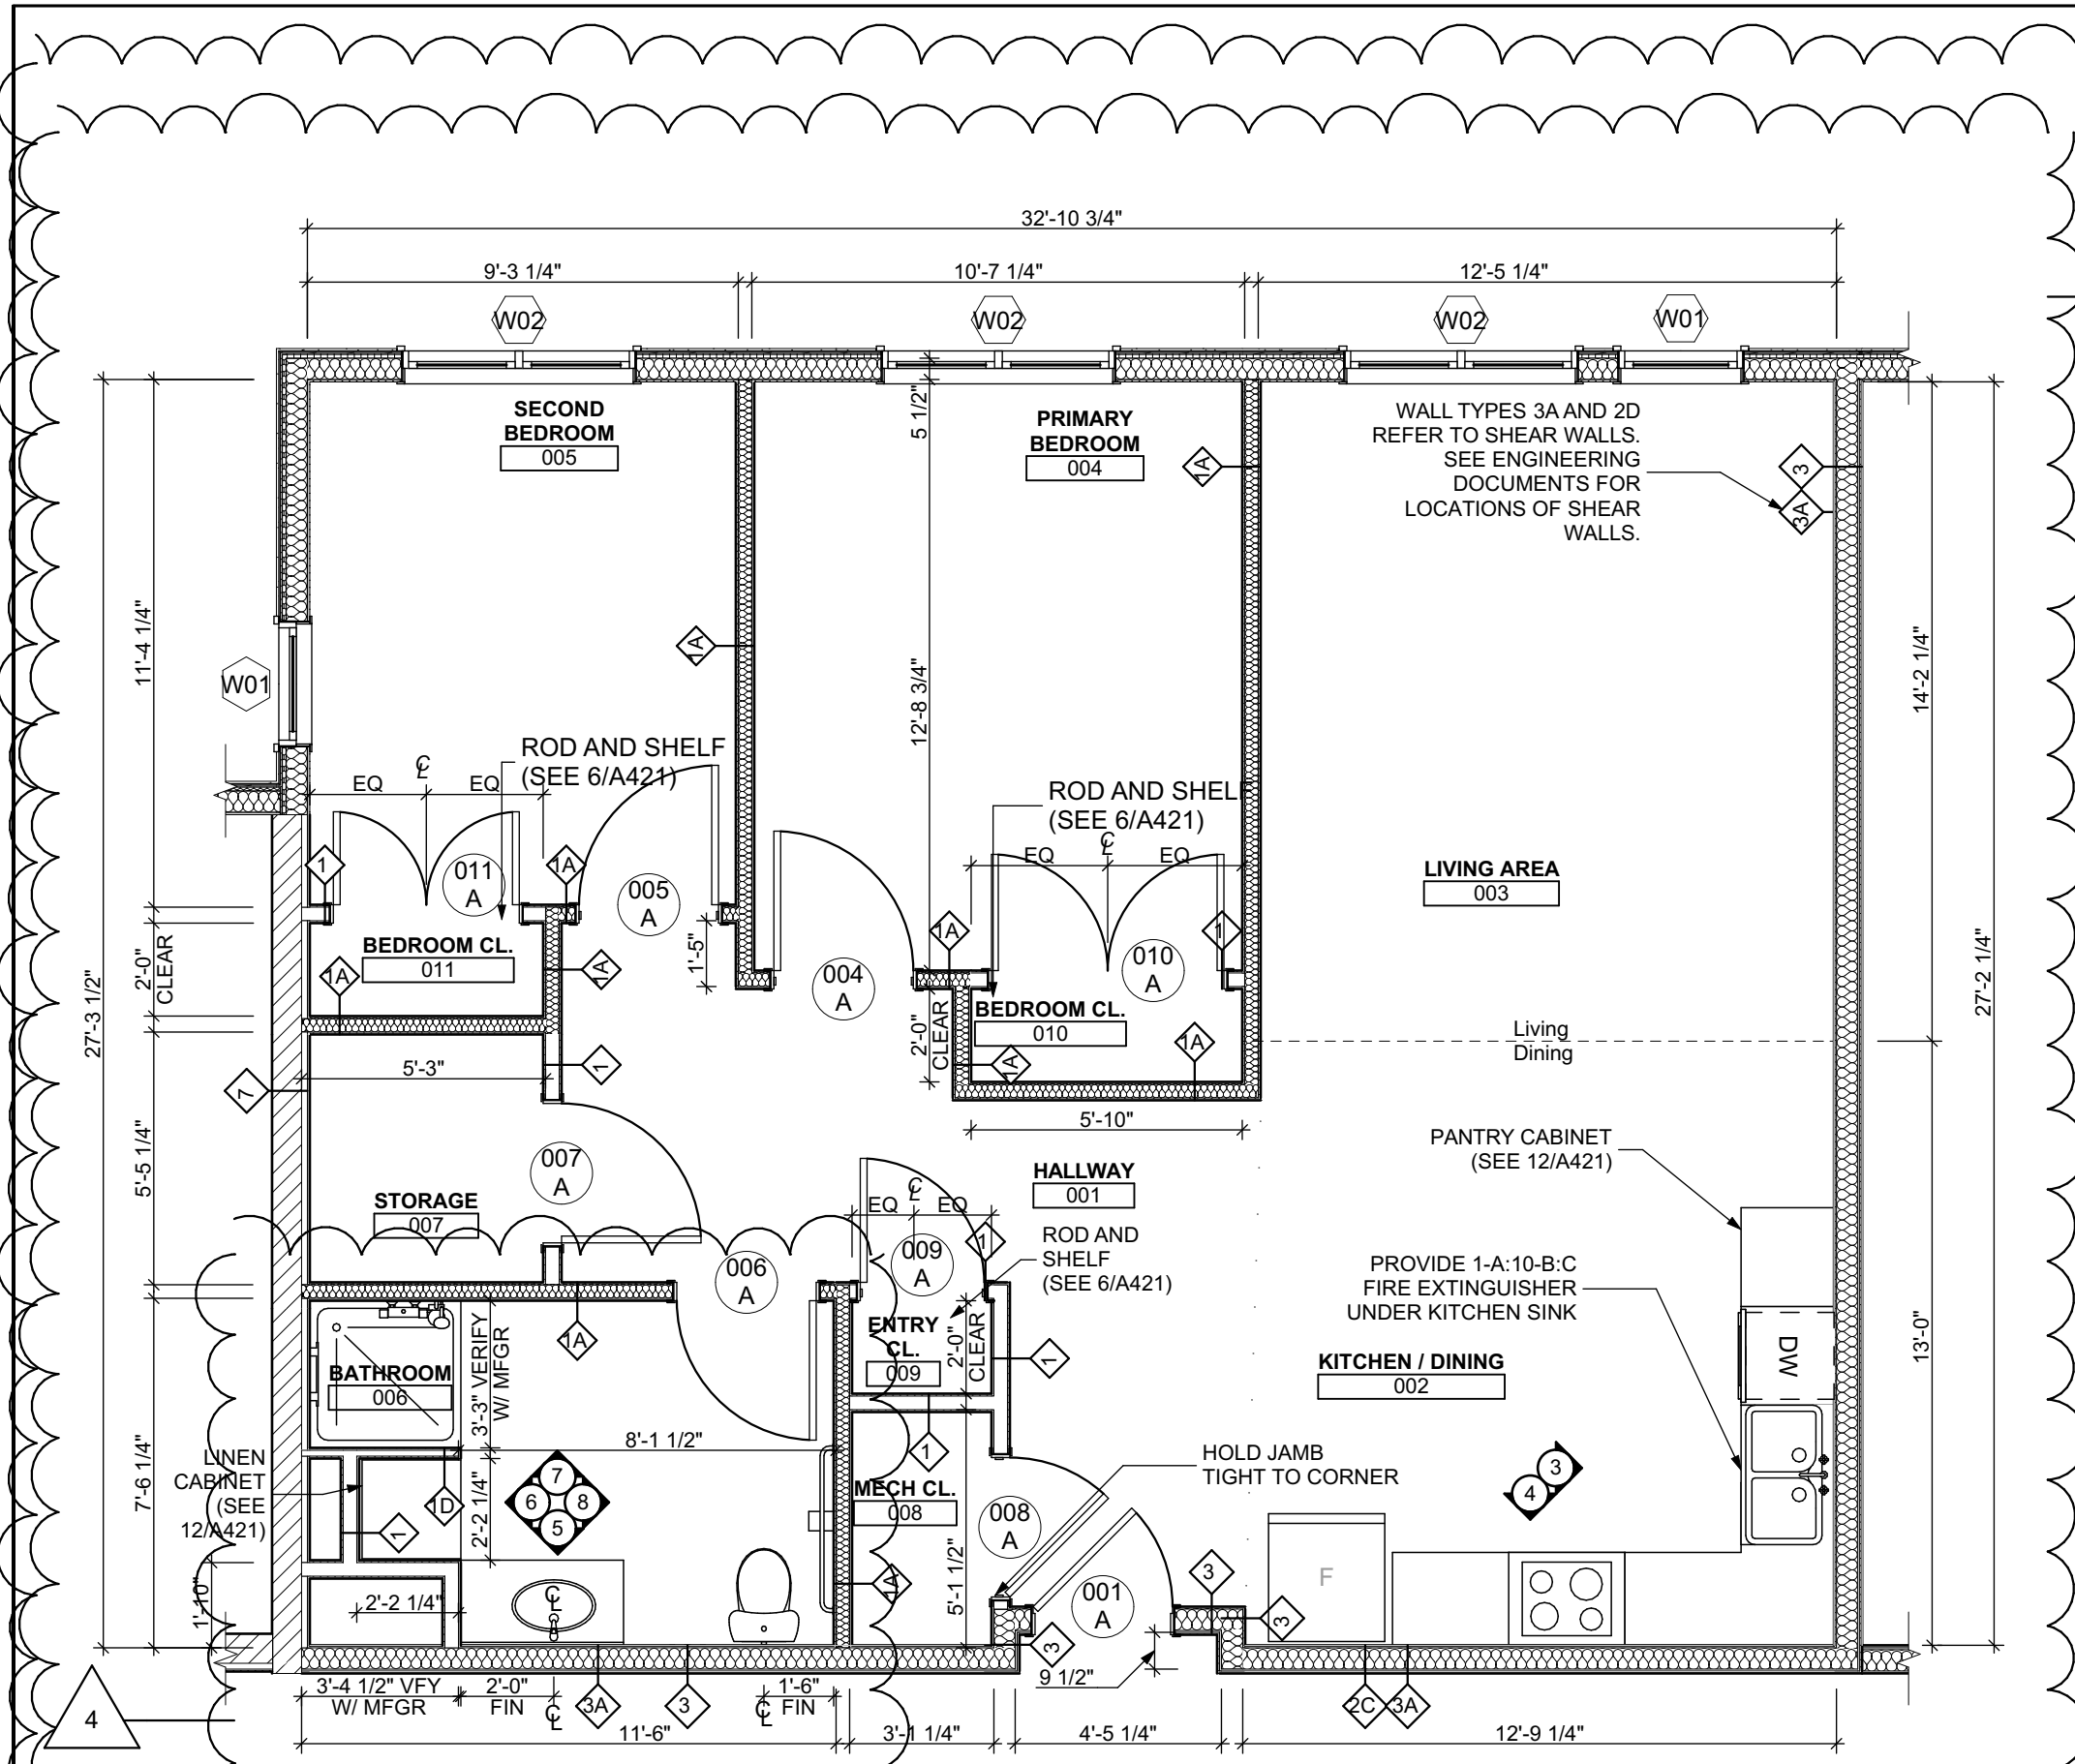 32'-10 3/4"
9'-3 1/4"
10'-7 1/4"
12'-5 1/4"
W02
W02
W02
W01
SECOND
BEDROOM
005
5 1/2"
PRIMARY
BEDROOM
004
1A
WALL TYPES 3A AND 2D
REFER TO SHEAR WALLS.
SEE ENGINEERING
DOCUMENTS FOR
LOCATIONS OF SHEAR
WALLS.
3
3A
11'-4 1/4"
1A
W01
12'-8 3/4"
14'-2 1/4"
ROD AND SHELF
(SEE 6/A421)
EQ
CL
EQ
ROD AND SHELF
(SEE 6/A421)
EQ
CL
EQ
1
011
A
1A
005
A
LIVING AREA
003
27'-3 1/2"
2'-0"
CLEAR
BEDROOM CL.
011
1A
1A
1'-5"
004
A
1A
1
010
A
27'-2 1/4"
2'-0"
CLEAR
BEDROOM CL.
010
1A
1A
Living
Dining
5'-3"
1
7
5'-10"
5'-5 1/4"
007
A
STORAGE
007
HALLWAY
001
PANTRY CABINET
(SEE 12/A421)
EQ
CL
EQ
1
ROD AND
SHELF
(SEE 6/A421)
009
A
006
A
PROVIDE 1-A:10-B:C
FIRE EXTINGUISHER
UNDER KITCHEN SINK
1A
ENTRY
CL.
009
2'-0"
CLEAR
1
DW
13'-0"
BATHROOM
006
3'-3" VERIFY
W/ MFGR
KITCHEN / DINING
002
7'-6 1/4"
LINEN
CABINET
(SEE
12/A421)
8'-1 1/2"
1
HOLD JAMB
TIGHT TO CORNER
1D
1
2'-2 1/4"
7
6
8
5
MECH CL.
008
008
A
3
4
1'-10"
2'-2 1/4"
CL
1A
5'-1 1/2"
001
A
3
3
3
F
9 1/2"
4
3'-4 1/2" VFY
W/ MFGR
2'-0"
FIN
CL
3A
3
CL
1'-6"
FIN
2C
3A
11'-6"
3'-1 1/4"
4'-5 1/4"
12'-9 1/4"